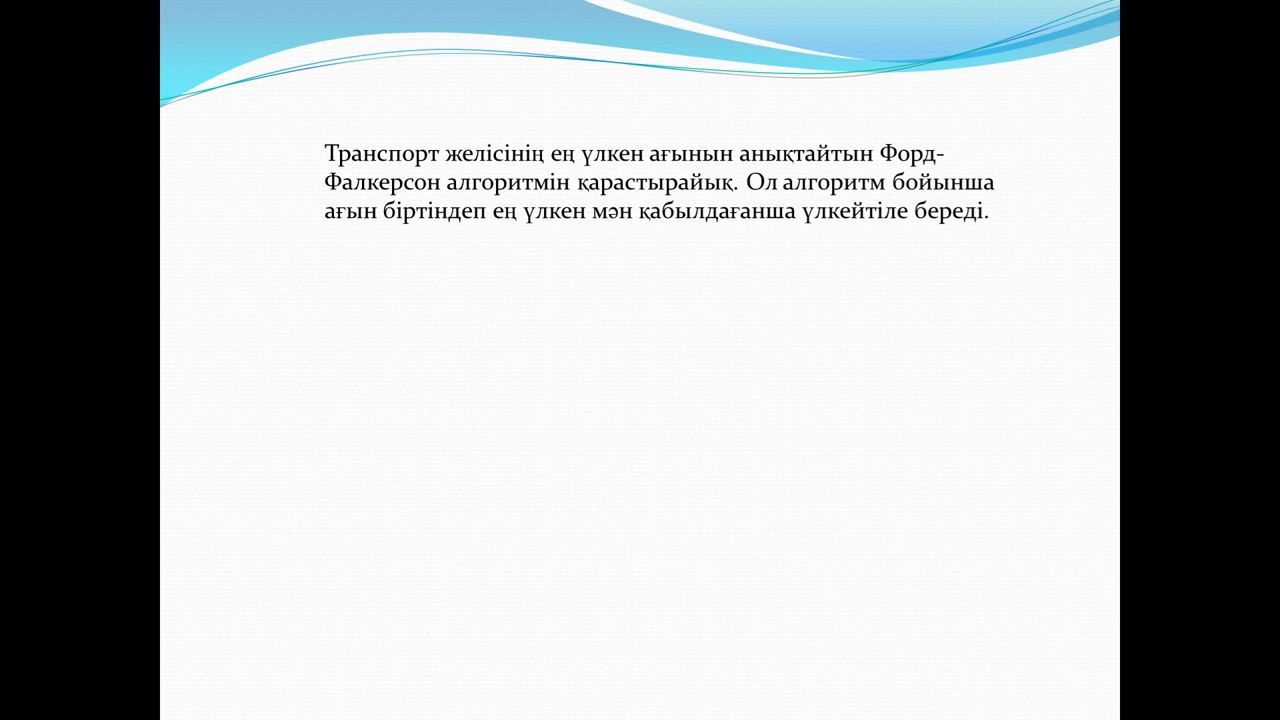 Транспорт желісінің ең үлкен ағынын анықтайтын Форд-
Фалкерсон алгоритмін қарастырайық. Ол алгоритм бойынша
ағын біртіндеп ең үлкен мән қабылдағанша үлкейтіле береді.